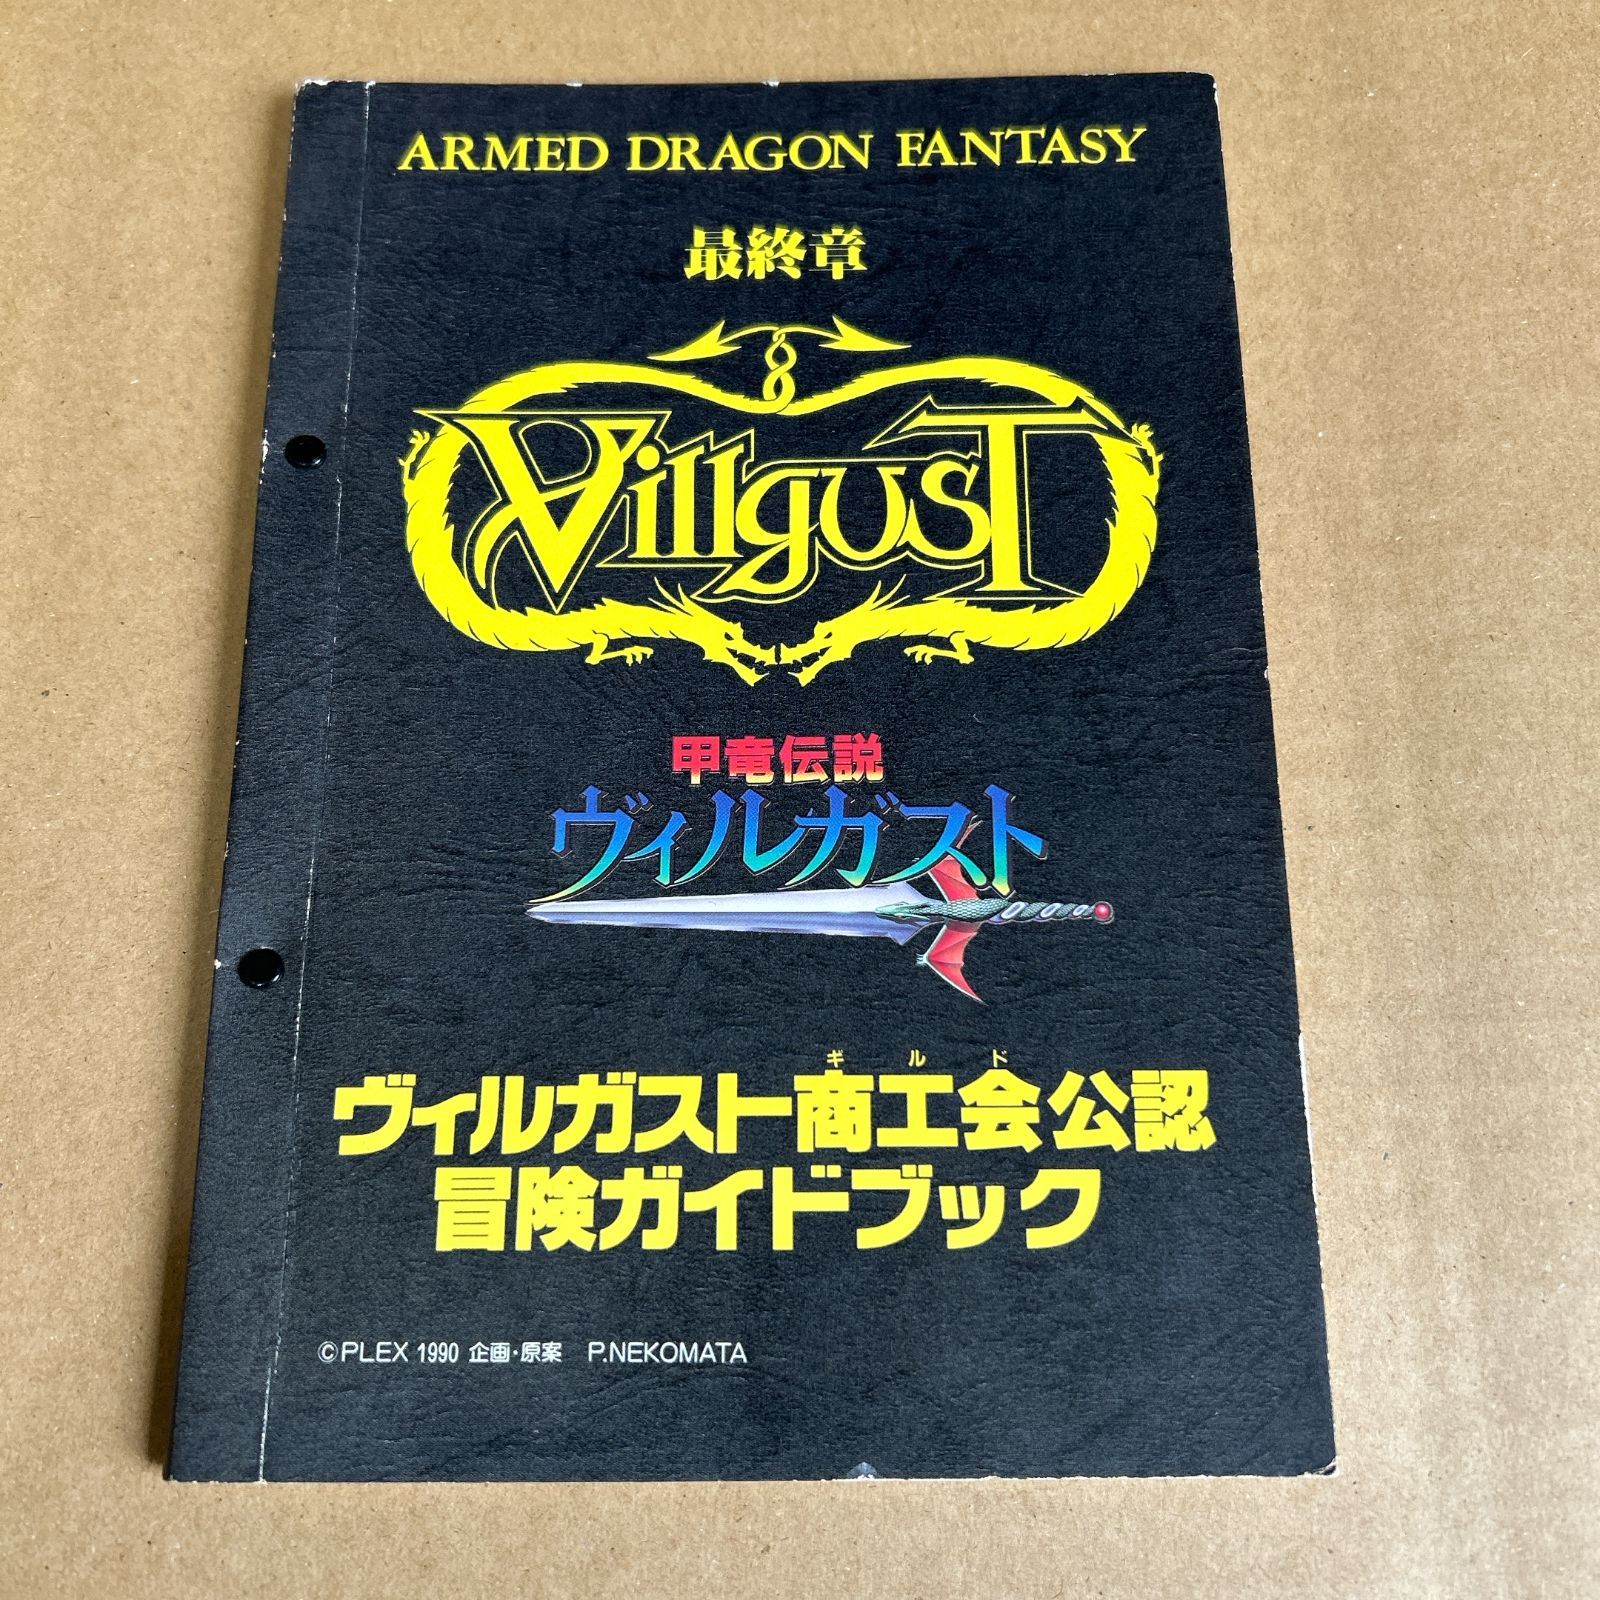 ARMED DRAGON FANTASY
最終章
Villgust
甲竜伝説
ヴィルガスト
ギルド
ヴィルガスト商工会公認
冒険ガイドブック
©PLEX 1990 企画・原案 P.NEKOMATA